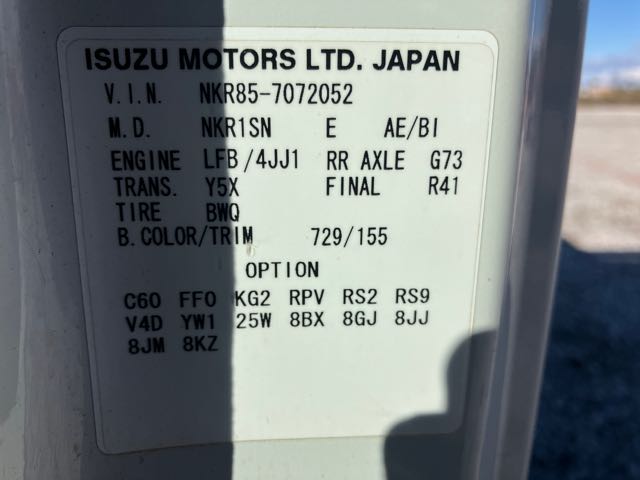 ISUZU MOTORS LTD. JAPAN
V.I.N. NKR85-7072052
M.D. NKR1SN E AE/BI
ENGINE LFB/4JJ1 RR AXLE G73
TRANS. Y5X FINAL R41
TIRE BWQ
B.COLOR/TRIM 729/155
OPTION
C60 FF0 KG2 RPV RS2 RS9
V4D YW1 25W 8BX 8GJ 8JJ
8JM 8KZ